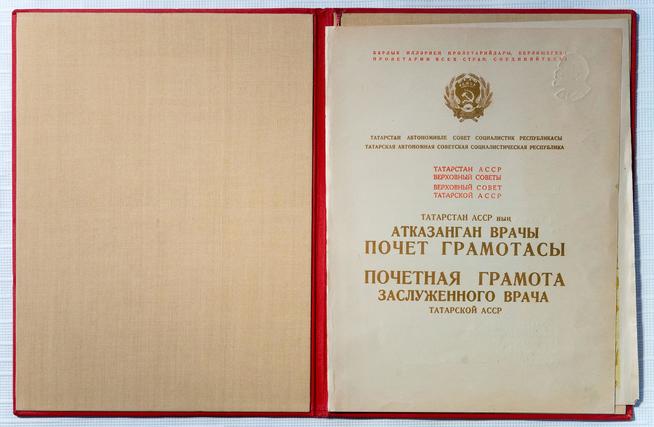 БАРЛЫК ИЛЛӘРНЕҢ ПРОЛЕТАРИЙЛАРЫ, БЕРЛӘШЕГЕЗ!
ПРОЛЕТАРИИ ВСЕХ СТРАН, СОЕДИНЯЙТЕСЬ!
ТАТАРСТАН АВТОНОМИЯЛЕ СОВЕТ СОЦИАЛИСТИК РЕСПУБЛИКАСЫ
ТАТАРСКАЯ АВТОНОМНАЯ СОВЕТСКАЯ СОЦИАЛИСТИЧЕСКАЯ РЕСПУБЛИКА
ТАТАРСТАН АССР
ВЕРХОВНЫЙ СОВЕТЫ
ВЕРХОВНЫЙ СОВЕТ
ТАТАРСКОЙ АССР
ТАТАРСТАН АССР ның
АТКАЗАНГАН ВРАЧЫ
ПОЧЕТ ГРАМОТАСЫ
ПОЧЕТНАЯ ГРАМОТА
ЗАСЛУЖЕННОГО ВРАЧА
ТАТАРСКОЙ АССР